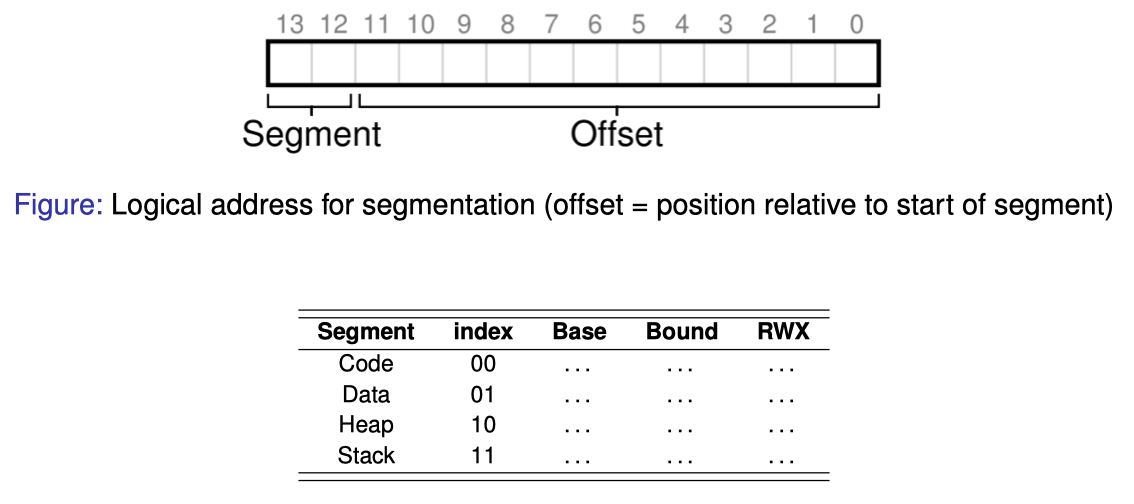 13 12 11 10 9 8 7 6 5 4 3 2 1 0
Segment Offset
Figure: Logical address for segmentation (offset = position relative to start of segment)
Segment index Base Bound RWX
Code 00 ... ... ...
Data 01 ... ... ...
Heap 10 ... ... ...
Stack 11 ... ... ...